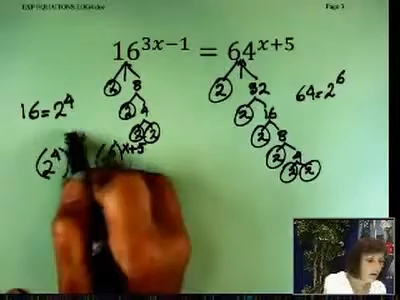 EXP EQUATIONS, LOG4.doc Page 3
16^{3x-1} = 64^{x+5}
2 8 2 32
2 4 2 16
2 2 2 8
2 4
2 2
16=2^4
64=2^6
(2^4) ( )^{x+5}